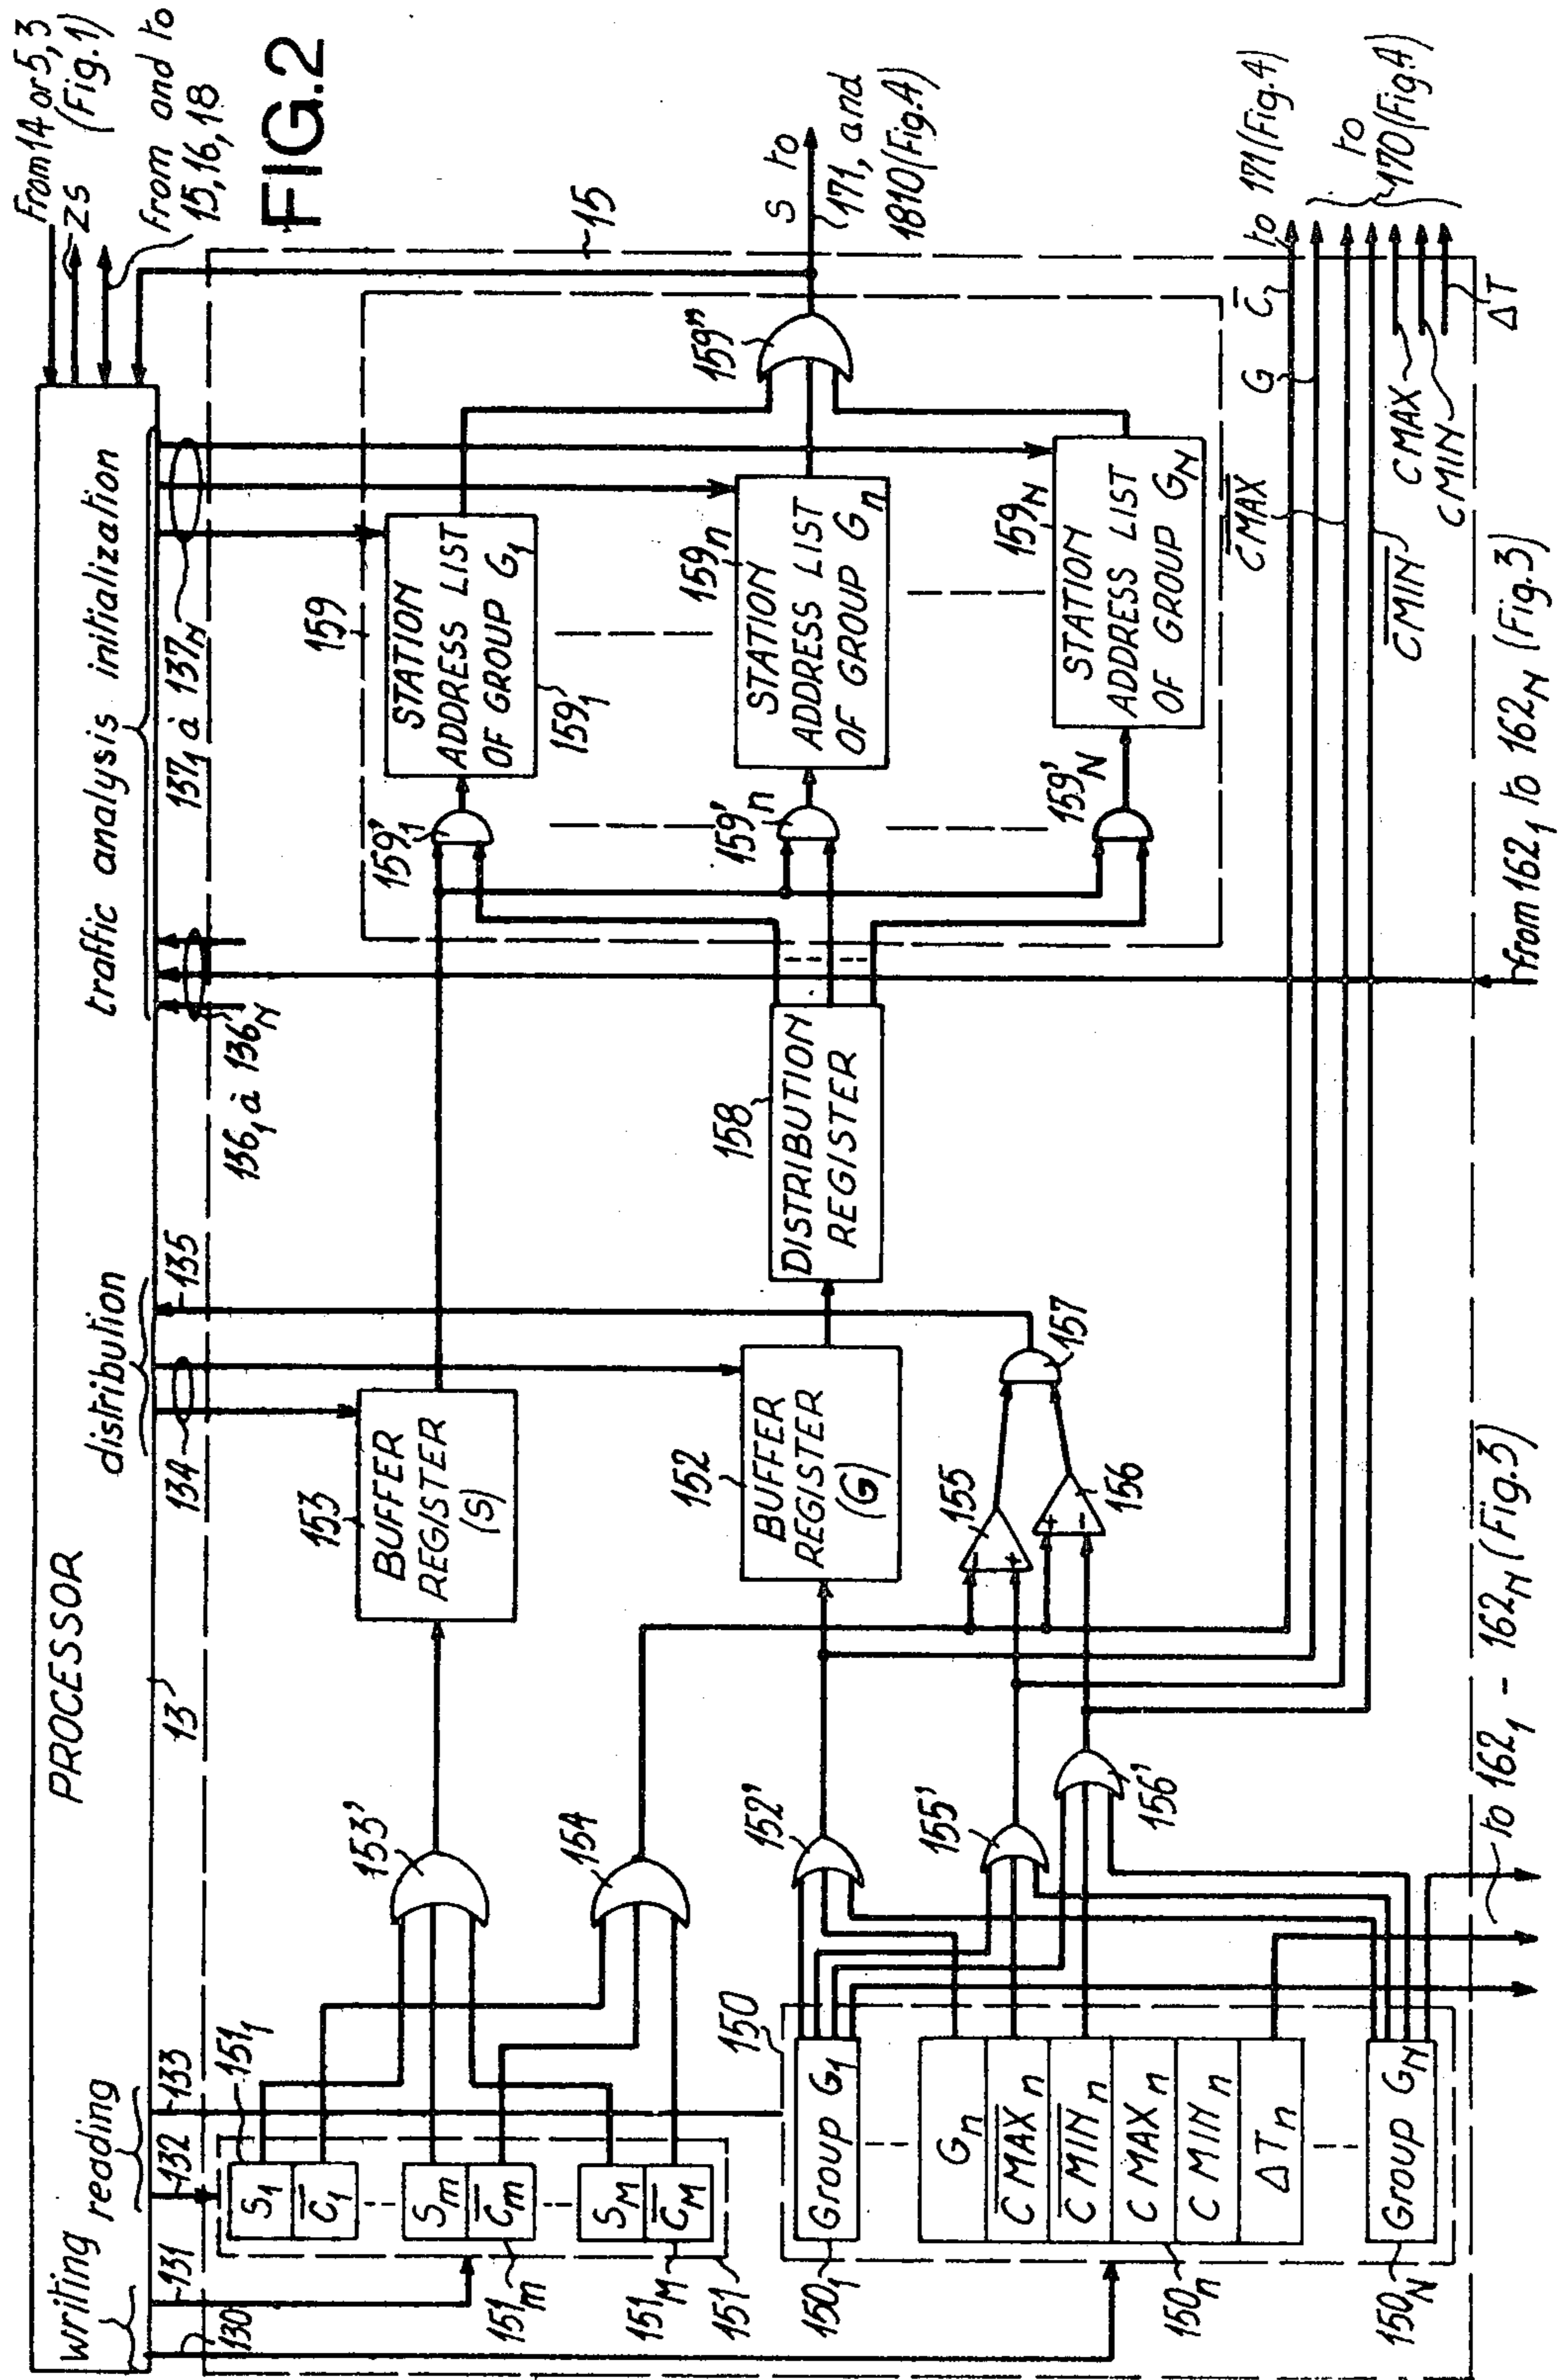 From 14 or 5,3
ZS (Fig.1)
from and to
15,16,18
FIG.2
PROCESSOR
writing
reading
distribution
traffic analysis initialization
130
131
132
133
13
134
135
136₁ à 136N
137₁ à 137N
15
S₁
C̅₁
Sm
C̅m
SM
C̅M
151₁
151m
151M
151
153'
154
153
BUFFER
REGISTER
(S)
150
Group G₁
150₁
Gn
C̅M̅A̅X̅n
C̅M̅I̅N̅n
C MAXn
C MINn
ΔTn
150n
Group GN
150N
152'
155'
156'
152
BUFFER
REGISTER
(G)
155
-
+
156
+
-
157
158
DISTRIBUTION
REGISTER
159
159'₁
STATION
ADDRESS LIST
OF GROUP G₁
159₁
159'n
159n
STATION
ADDRESS LIST
OF GROUP Gn
159'N
159N
STATION
ADDRESS LIST
OF GROUP GN
159"
S to
171, and
1810(Fig.4)
C̅
to 171(Fig.4)
G
C̅M̅A̅X̅
C̅M̅I̅N̅
CMAX
CMIN
ΔT
to
170(Fig.4)
to 162₁ - 162N (Fig.3)
from 162₁ to 162N (Fig.3)